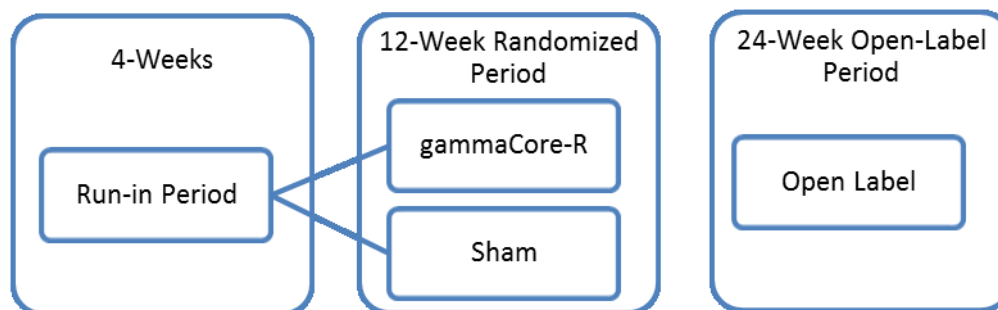 4-Weeks
Run-in Period
12-Week Randomized
Period
gammaCore-R
Sham
24-Week Open-Label
Period
Open Label